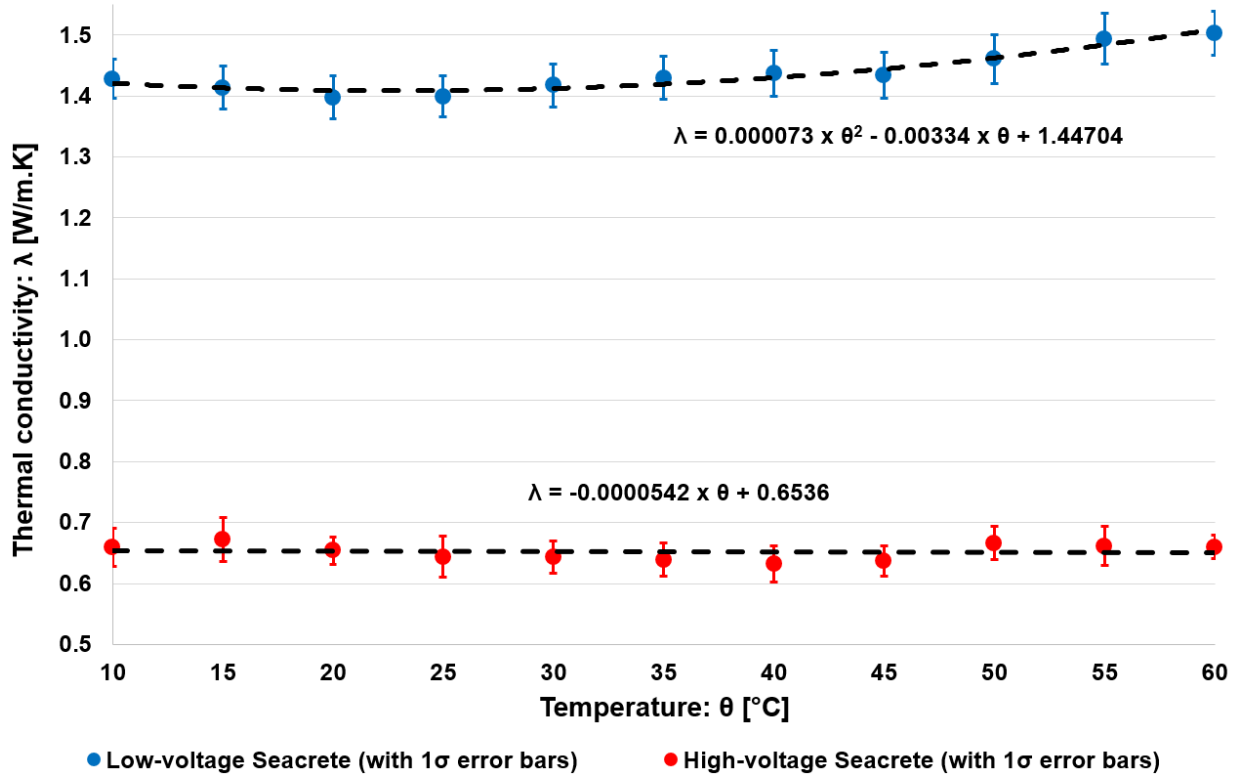 Thermal conductivity: λ [W/m.K]
1.5
1.4
1.3
1.2
1.1
1.0
0.9
0.8
0.7
0.6
0.5
λ = 0.000073 x θ² - 0.00334 x θ + 1.44704
λ = -0.0000542 x θ + 0.6536
10 15 20 25 30 35 40 45 50 55 60
Temperature: θ [°C]
Low-voltage Seacrete (with 1σ error bars) High-voltage Seacrete (with 1σ error bars)